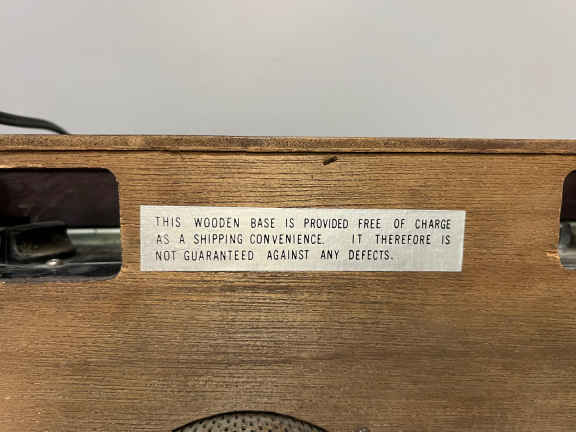 THIS WOODEN BASE IS PROVIDED FREE OF CHARGE
AS A SHIPPING CONVENIENCE. IT THEREFORE IS
NOT GUARANTEED AGAINST ANY DEFECTS.